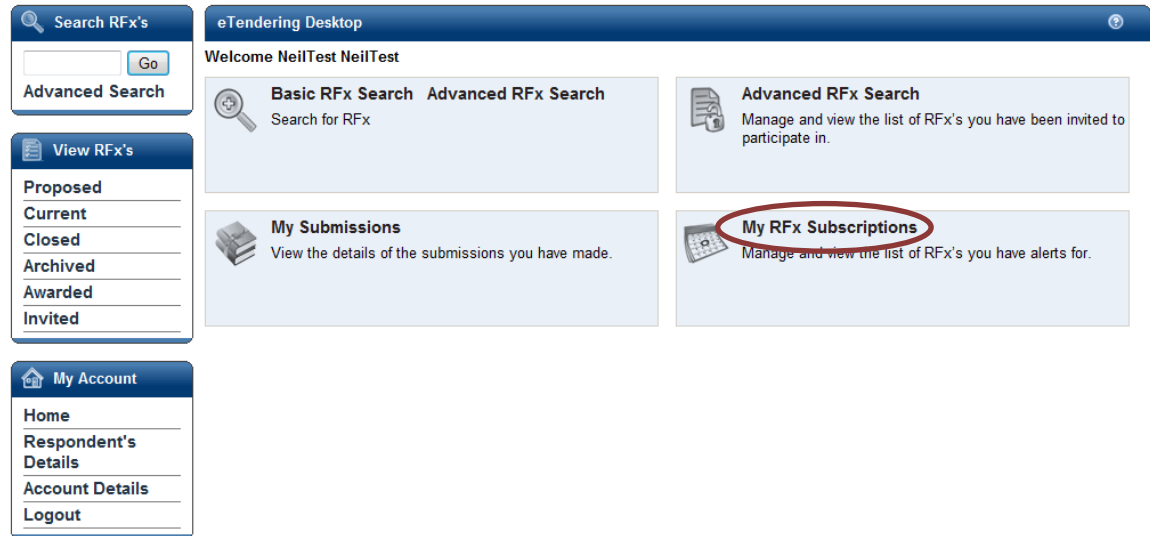 Search RFx's
Go
Advanced Search
View RFx's
Proposed
Current
Closed
Archived
Awarded
Invited
My Account
Home
Respondent's
Details
Account Details
Logout
eTendering Desktop
?
Welcome NeilTest NeilTest
Basic RFx Search Advanced RFx Search
Search for RFx
Advanced RFx Search
Manage and view the list of RFx's you have been invited to
participate in.
My Submissions
View the details of the submissions you have made.
My RFx Subscriptions
Manage and view the list of RFx's you have alerts for.